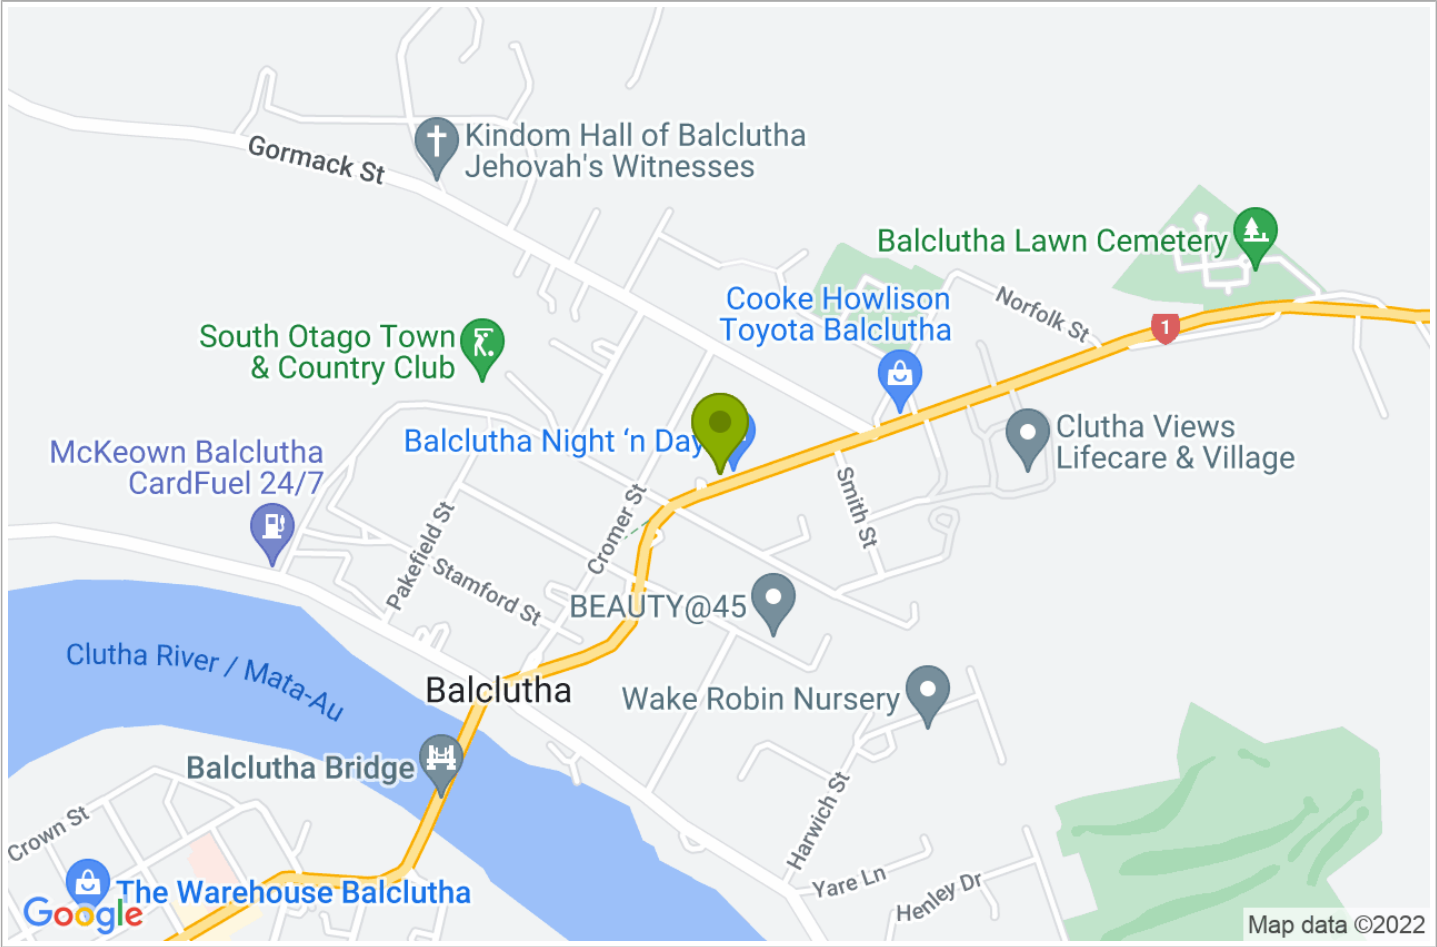 Kindom Hall of Balclutha
Jehovah's Witnesses
Gormack St
Balclutha Lawn Cemetery
Cooke Howlison
Toyota Balclutha
Norfolk St
1
South Otago Town
& Country Club
Balclutha Night ‘n Day
Clutha Views
Lifecare & Village
McKeown Balclutha
CardFuel 24/7
Smith St
Cromer St
Pakefield St
Stamford St
BEAUTY@45
Clutha River / Mata-Au
Balclutha
Wake Robin Nursery
Balclutha Bridge
Harwich St
Crown St
Yare Ln
Henley Dr
The Warehouse Balclutha
Google
Map data ©2022